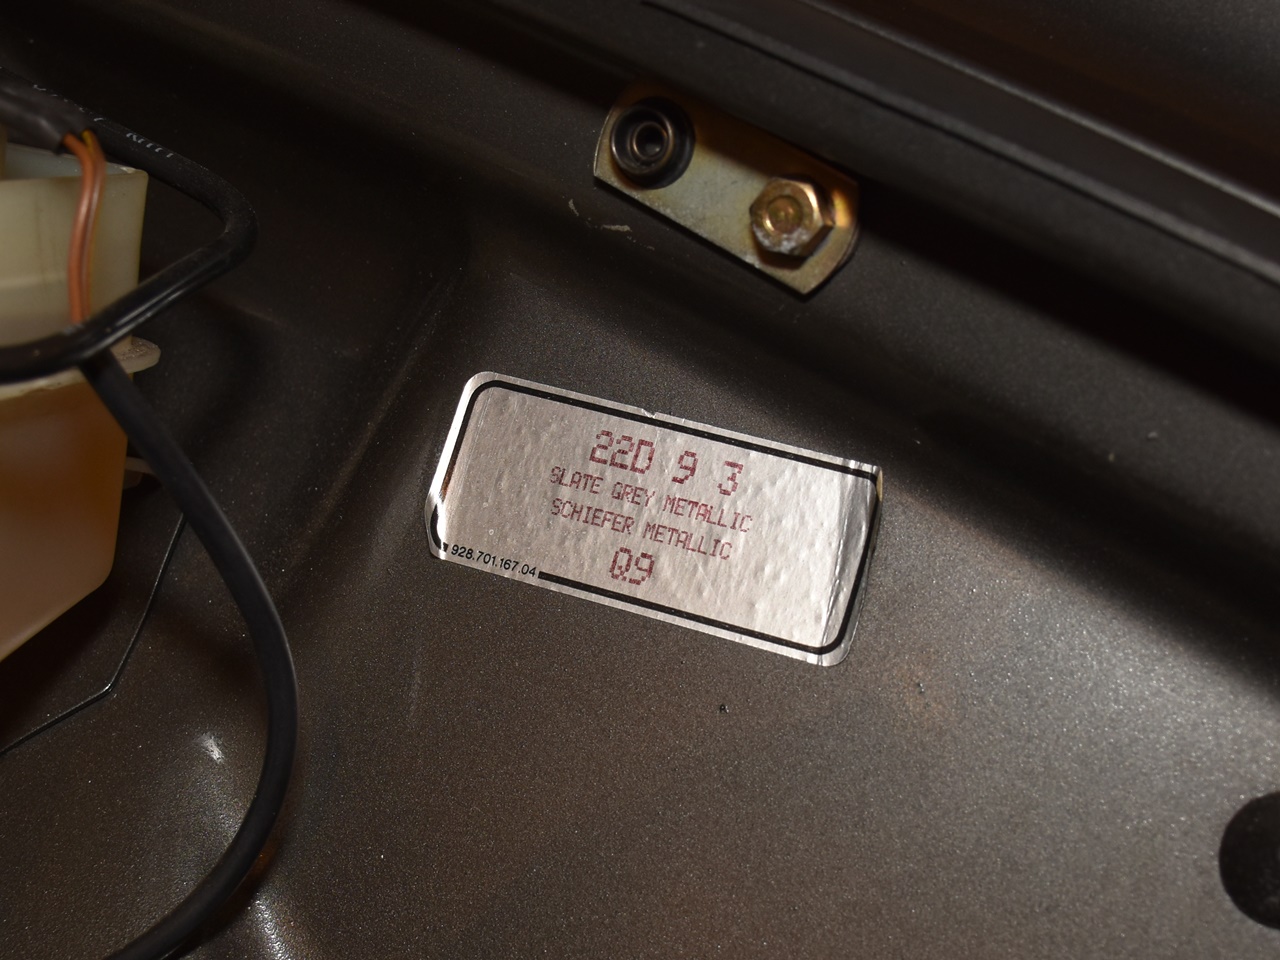 22D 9 3
SLATE GREY METALLIC
SCHIEFER METALLIC
Q9
928.701.167.04